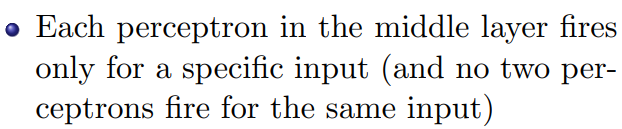 Each perceptron in the middle layer fires
only for a specific input (and no two per-
ceptrons fire for the same input)